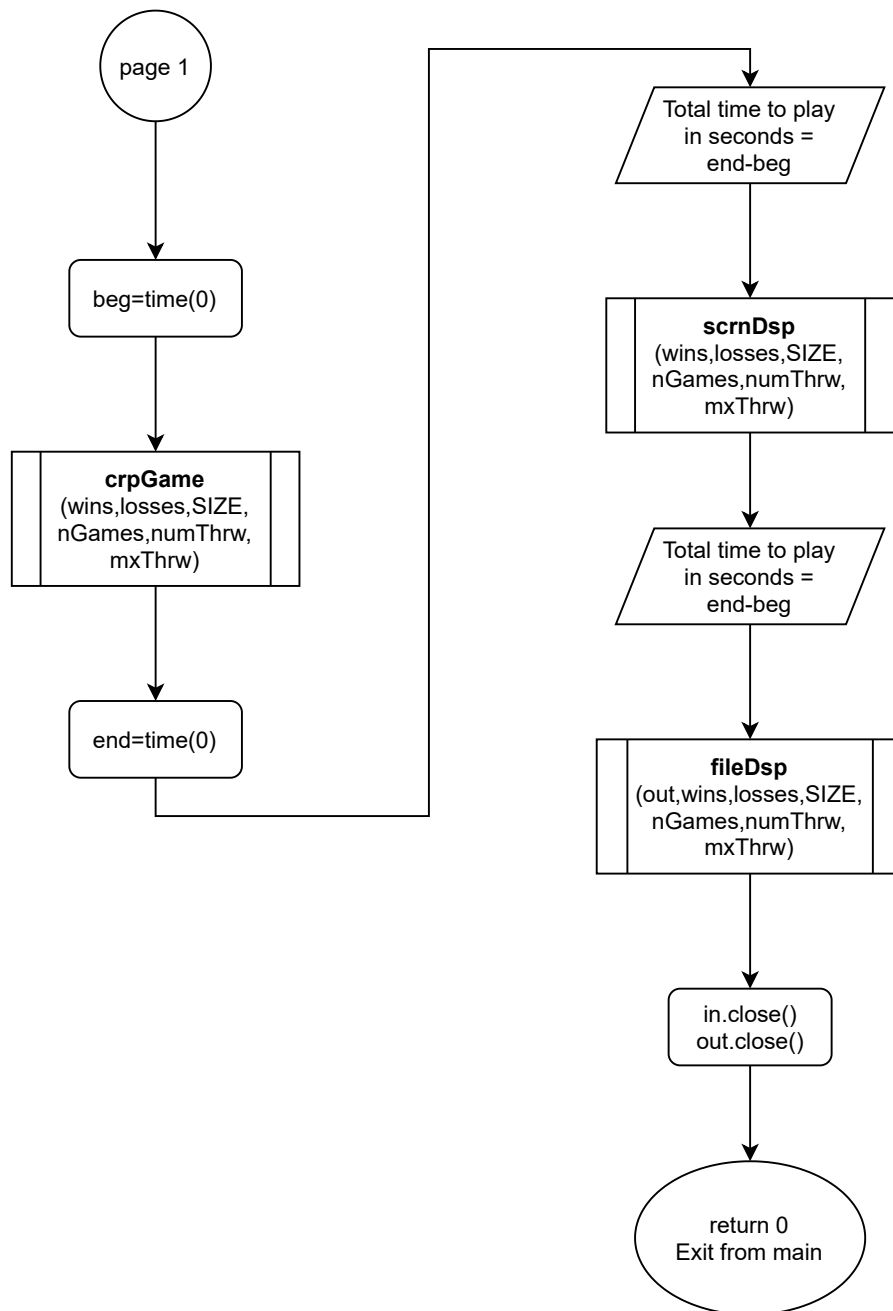 page 1
beg=time(0)
crpGame
(wins,losses,SIZE,
nGames,numThrw,
mxThrw)
end=time(0)
Total time to play
in seconds =
end-beg
scrnDsp
(wins,losses,SIZE,
nGames,numThrw,
mxThrw)
Total time to play
in seconds =
end-beg
fileDsp
(out,wins,losses,SIZE,
nGames,numThrw,
mxThrw)
in.close()
out.close()
return 0
Exit from main